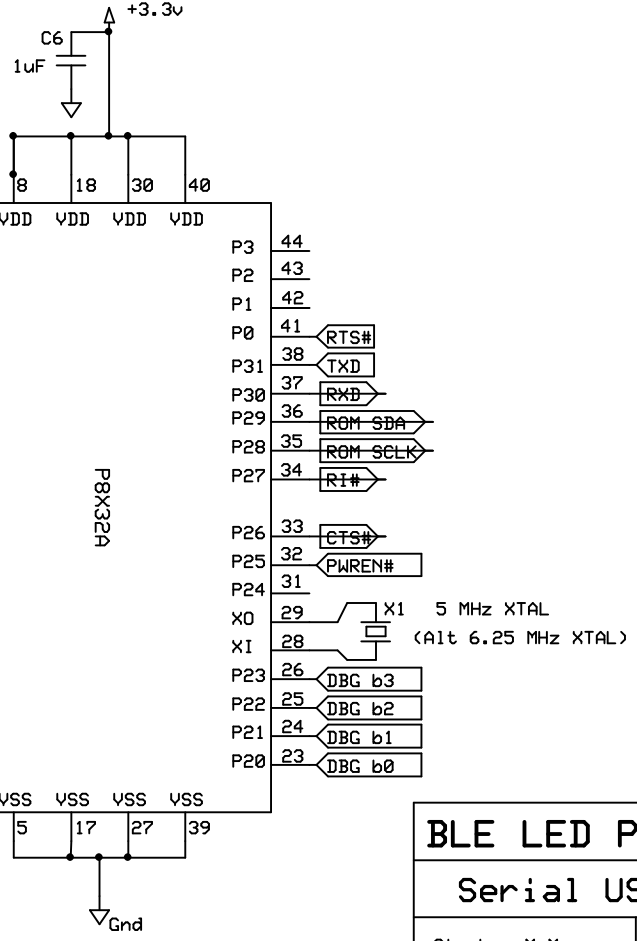 +3.3v
C6
1uF
8 18 30 40
VDD VDD VDD VDD
P3 44
P2 43
P1 42
P0 41 RTS#
P31 38 TXD
P30 37 RXD
P29 36 ROM SDA
P28 35 ROM SCLK
P27 34 RI#
P8X32A
P26 33 CTS#
P25 32 PWREN#
P24 31
XO 29 X1 5 MHz XTAL
XI 28 (Alt 6.25 MHz XTAL)
P23 26 DBG b3
P22 25 DBG b2
P21 24 DBG b1
P20 23 DBG b0
VSS VSS VSS VSS
5 17 27 39
Gnd
BLE LED P
Serial US